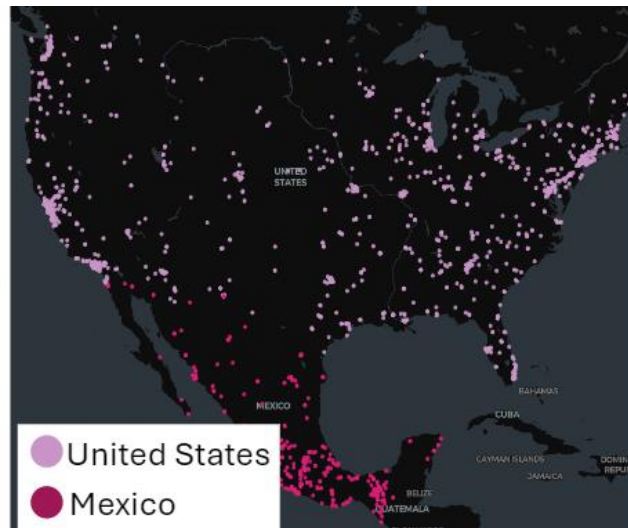 UNITED
STATES
BAHAMAS
MEXICO
CUBA
CAYMAN ISLANDS
JAMAICA
BELIZE
GUATEMALA
United States
Mexico